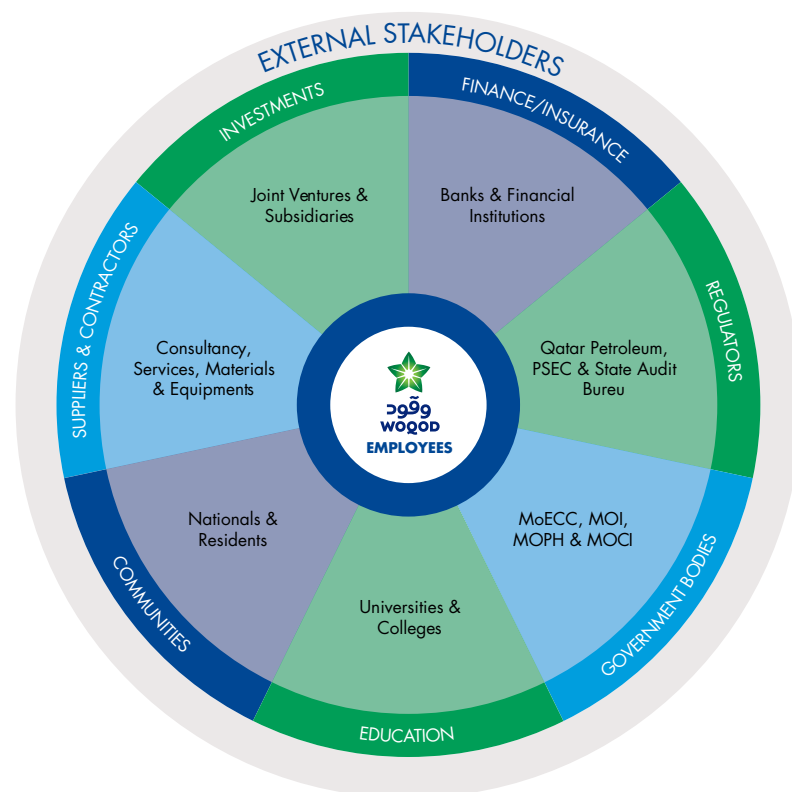 EXTERNAL STAKEHOLDERS
INVESTMENTS
Joint Ventures &
Subsidiaries
FINANCE/INSURANCE
Banks & Financial
Institutions
REGULATORS
Qatar Petroleum,
PSEC & State Audit
Bureu
GOVERNMENT BODIES
MoECC, MOI,
MOPH & MOCI
EDUCATION
Universities &
Colleges
COMMUNITIES
Nationals &
Residents
SUPPLIERS & CONTRACTORS
Consultancy,
Services, Materials
& Equipments
وقود
WOQOD
EMPLOYEES